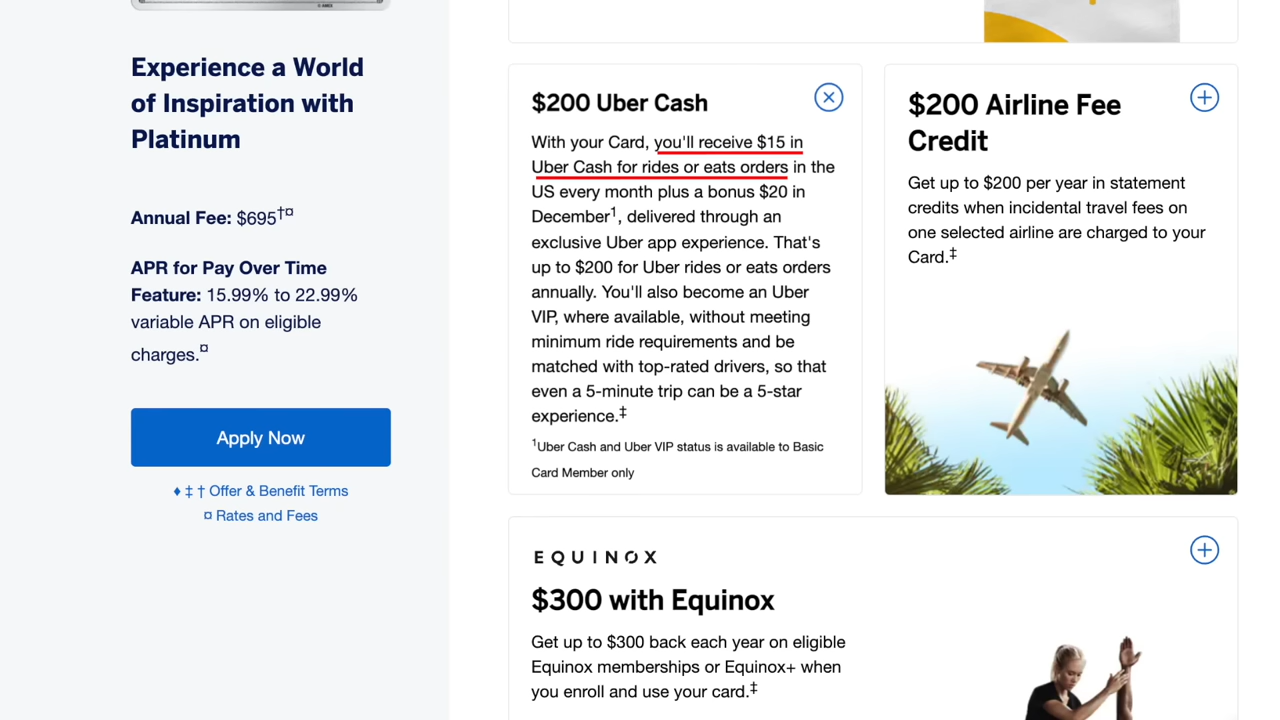 Experience a World
of Inspiration with
Platinum
Annual Fee: $695†¤
APR for Pay Over Time
Feature: 15.99% to 22.99%
variable APR on eligible
charges.¤
Apply Now
♦ ‡ † Offer & Benefit Terms
¤ Rates and Fees
$200 Uber Cash
With your Card, you'll receive $15 in
Uber Cash for rides or eats orders in the
US every month plus a bonus $20 in
December¹, delivered through an
exclusive Uber app experience. That's
up to $200 for Uber rides or eats orders
annually. You'll also become an Uber
VIP, where available, without meeting
minimum ride requirements and be
matched with top-rated drivers, so that
even a 5-minute trip can be a 5-star
experience.‡
¹Uber Cash and Uber VIP status is available to Basic
Card Member only
$200 Airline Fee
Credit
Get up to $200 per year in statement
credits when incidental travel fees on
one selected airline are charged to your
Card.‡
EQUINOX
$300 with Equinox
Get up to $300 back each year on eligible
Equinox memberships or Equinox+ when
you enroll and use your card.‡